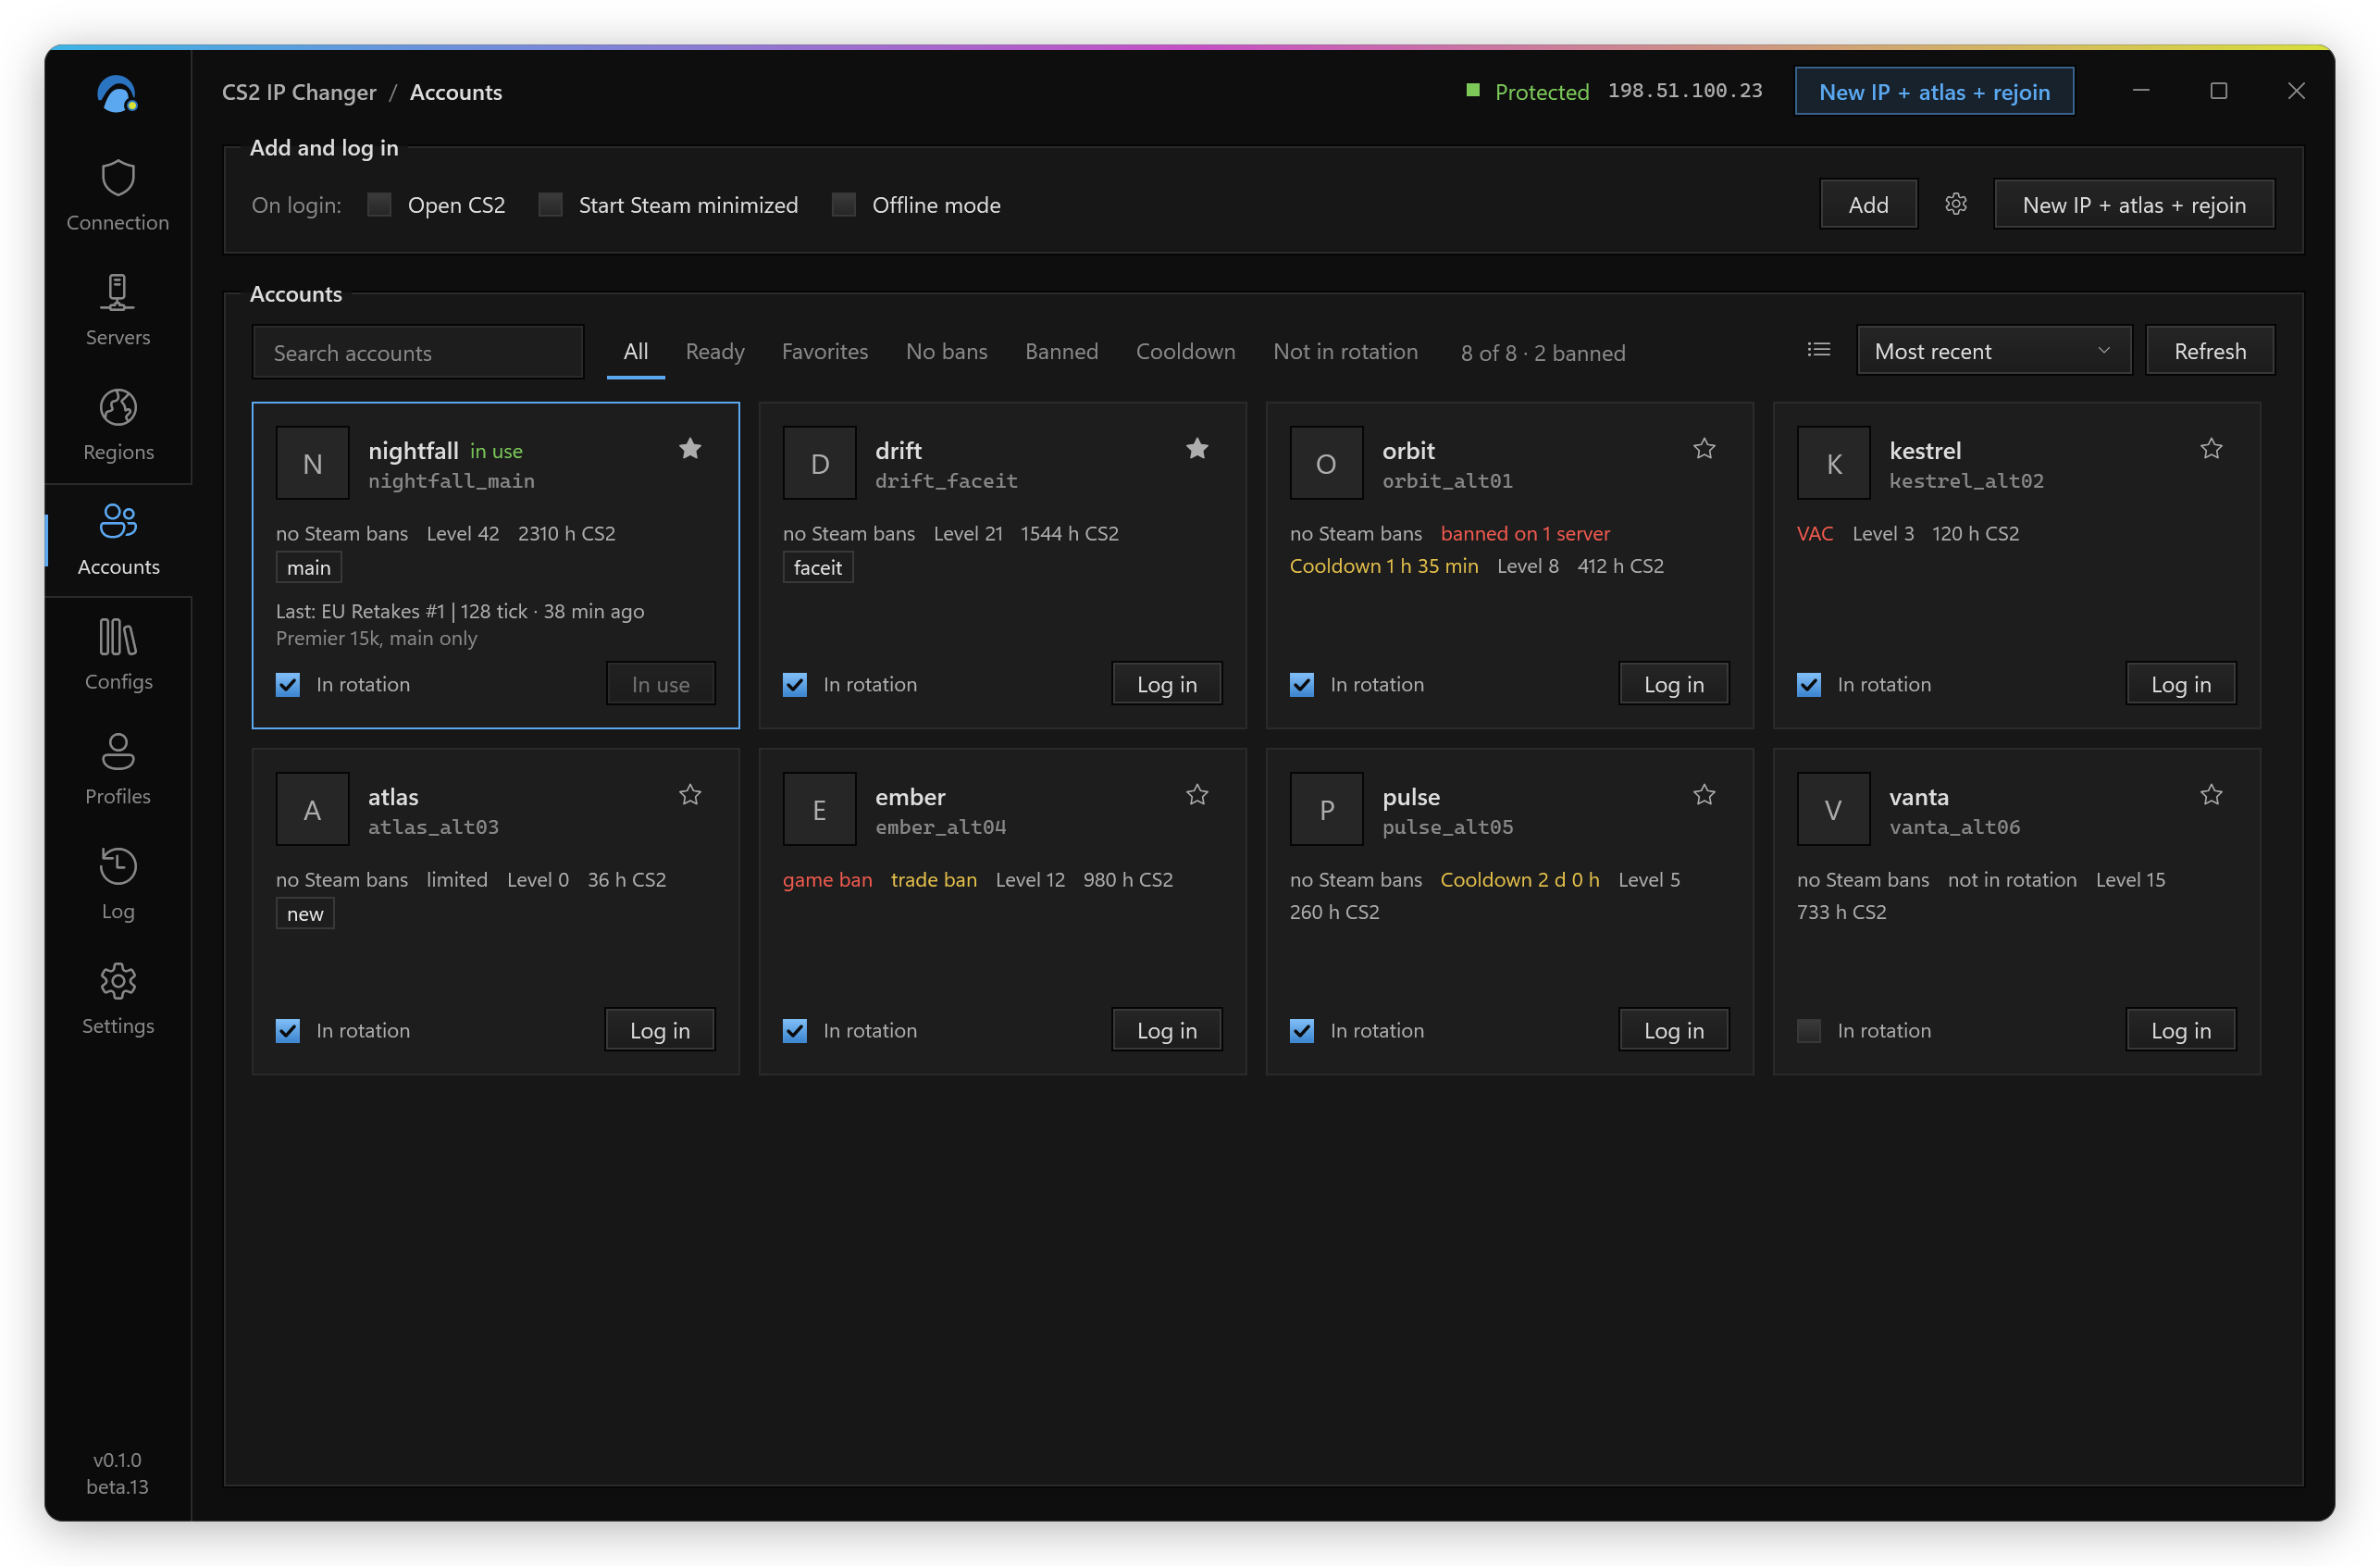 CS2 IP Changer / Accounts
Protected 198.51.100.23 New IP + atlas + rejoin
Connection
Servers
Regions
Accounts
Configs
Profiles
Log
Settings
v0.1.0
beta.13
Add and log in
On login: Open CS2 Start Steam minimized Offline mode
Add New IP + atlas + rejoin
Accounts
Search accounts All Ready Favorites No bans Banned Cooldown Not in rotation 8 of 8 · 2 banned Most recent Refresh
N
nightfall in use
nightfall_main
no Steam bans Level 42 2310 h CS2
main
Last: EU Retakes #1 | 128 tick · 38 min ago
Premier 15k, main only
In rotation In use
D
drift
drift_faceit
no Steam bans Level 21 1544 h CS2
faceit
In rotation Log in
O
orbit
orbit_alt01
no Steam bans banned on 1 server
Cooldown 1 h 35 min Level 8 412 h CS2
In rotation Log in
K
kestrel
kestrel_alt02
VAC Level 3 120 h CS2
In rotation Log in
A
atlas
atlas_alt03
no Steam bans limited Level 0 36 h CS2
new
In rotation Log in
E
ember
ember_alt04
game ban trade ban Level 12 980 h CS2
In rotation Log in
P
pulse
pulse_alt05
no Steam bans Cooldown 2 d 0 h Level 5
260 h CS2
In rotation Log in
V
vanta
vanta_alt06
no Steam bans not in rotation Level 15
733 h CS2
In rotation Log in